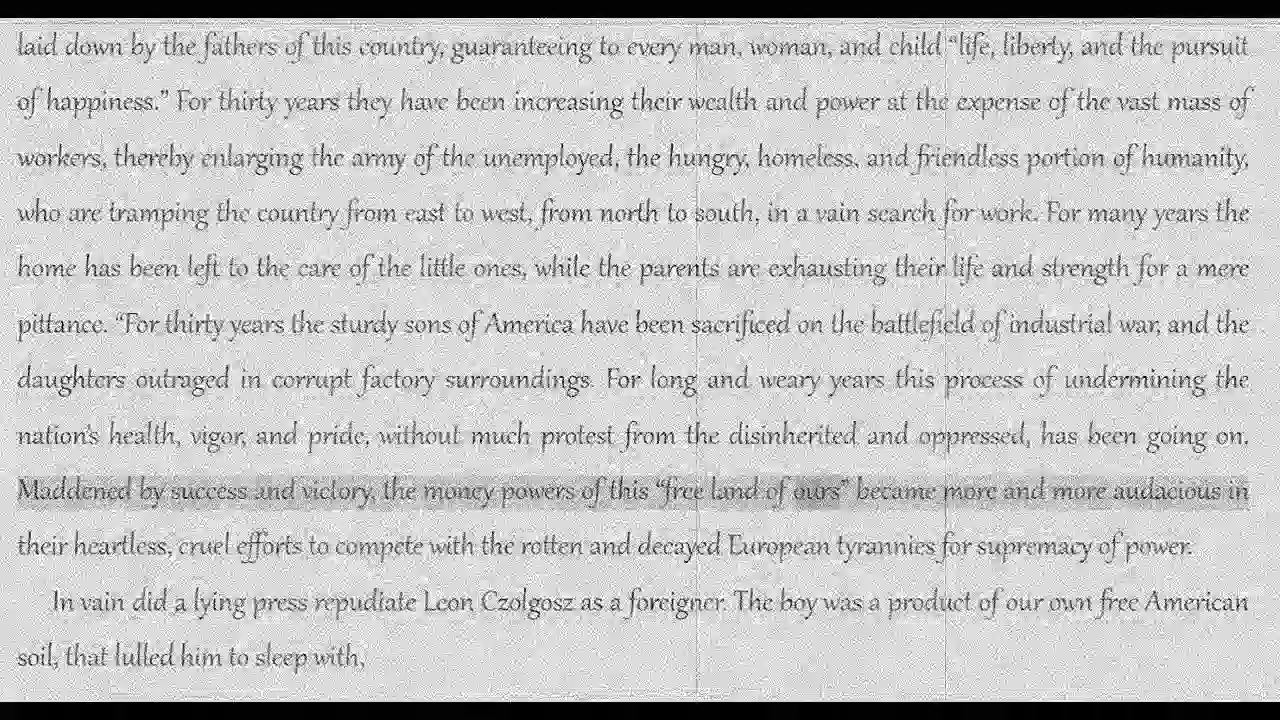 laid down by the fathers of this country, guaranteeing to every man, woman, and child “life, liberty, and the pursuit
of happiness.” For thirty years they have been increasing their wealth and power at the expense of the vast mass of
workers, thereby enlarging the army of the unemployed, the hungry, homeless, and friendless portion of humanity,
who are tramping the country from east to west, from north to south, in a vain search for work. For many years the
home has been left to the care of the little ones, while the parents are exhausting their life and strength for a mere
pittance. “For thirty years the sturdy sons of America have been sacrificed on the battlefield of industrial war, and the
daughters outraged in corrupt factory surroundings. For long and weary years this process of undermining the
nation's health, vigor, and pride, without much protest from the disinherited and oppressed, has been going on.
Maddened by success and victory, the money powers of this “free land of ours” became more and more audacious in
their heartless, cruel efforts to compete with the rotten and decayed European tyrannies for supremacy of power.
In vain did a lying press repudiate Leon Czolgosz as a foreigner. The boy was a product of our own free American
soil, that lulled him to sleep with,